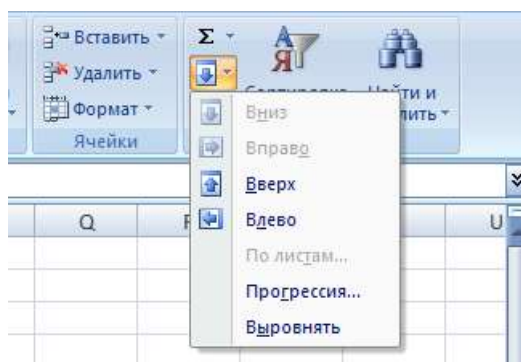 Вставить
Удалить
Формат
Ячейки
Σ
Вниз
Вправо
Вверх
Влево
По листам...
Прогрессия...
Выровнять
Q
U